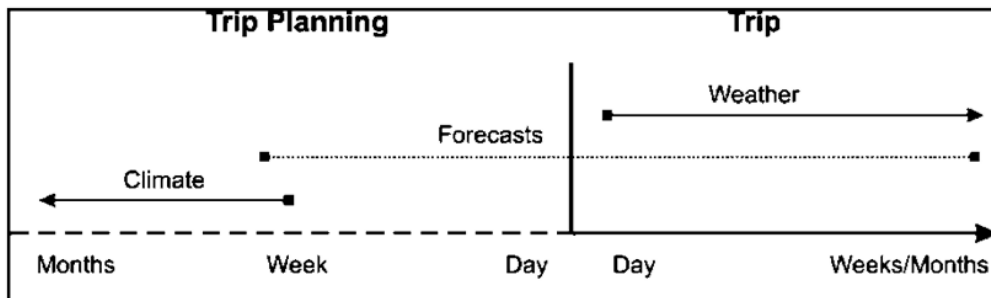 Trip Planning Trip
Weather
Forecasts
Climate
Months Week Day Day Weeks/Months